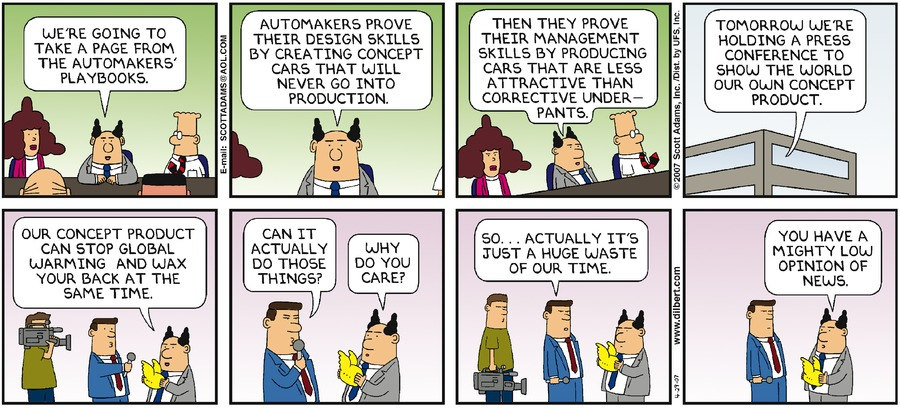 WE'RE GOING TO
TAKE A PAGE FROM
THE AUTOMAKERS'
PLAYBOOKS.
E-mail: SCOTTADAMS@AOL.COM
AUTOMAKERS PROVE
THEIR DESIGN SKILLS
BY CREATING CONCEPT
CARS THAT WILL
NEVER GO INTO
PRODUCTION.
THEN THEY PROVE
THEIR MANAGEMENT
SKILLS BY PRODUCING
CARS THAT ARE LESS
ATTRACTIVE THAN
CORRECTIVE UNDER-
PANTS.
©2007 Scott Adams, Inc./Dist. by UFS, Inc.
TOMORROW WE'RE
HOLDING A PRESS
CONFERENCE TO
SHOW THE WORLD
OUR OWN CONCEPT
PRODUCT.
OUR CONCEPT PRODUCT
CAN STOP GLOBAL
WARMING AND WAX
YOUR BACK AT THE
SAME TIME.
CAN IT
ACTUALLY
DO THOSE
THINGS?
WHY
DO YOU
CARE?
SO... ACTUALLY IT'S
JUST A HUGE WASTE
OF OUR TIME.
www.dilbert.com
4-29-07
YOU HAVE A
MIGHTY LOW
OPINION OF
NEWS.